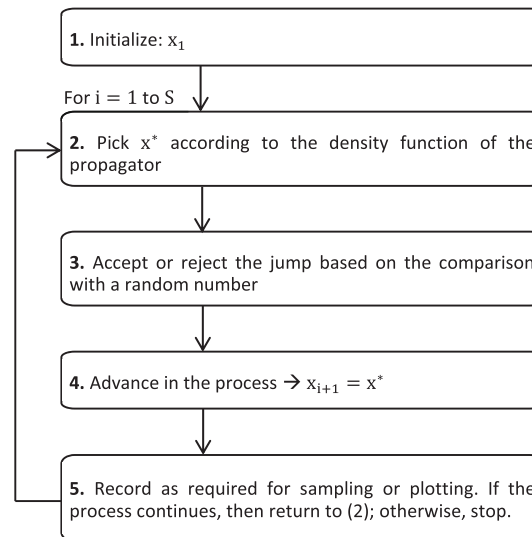 1. Initialize: x₁
For i = 1 to S
2. Pick x* according to the density function of the
propagator
3. Accept or reject the jump based on the comparison
with a random number
4. Advance in the process → xᵢ₊₁ = x*
5. Record as required for sampling or plotting. If the
process continues, then return to (2); otherwise, stop.